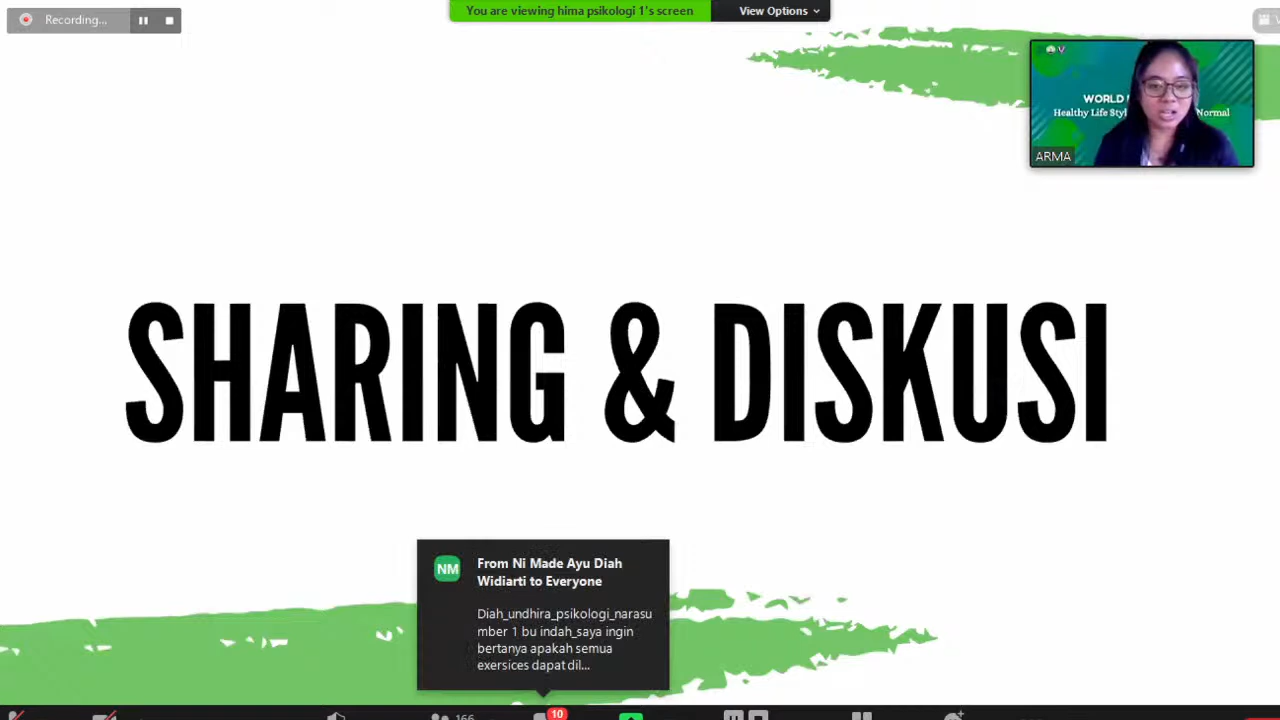 Recording...
You are viewing hima psikologi 1's screen
View Options
WORLD
Healthy Life Styl
Normal
ARMA
SHARING & DISKUSI
NM
From Ni Made Ayu Diah
Widiarti to Everyone
Diah_undhira_psikologi_narasu
mber 1 bu indah_saya ingin
bertanya apakah semua
exersices dapat dil...
166
10